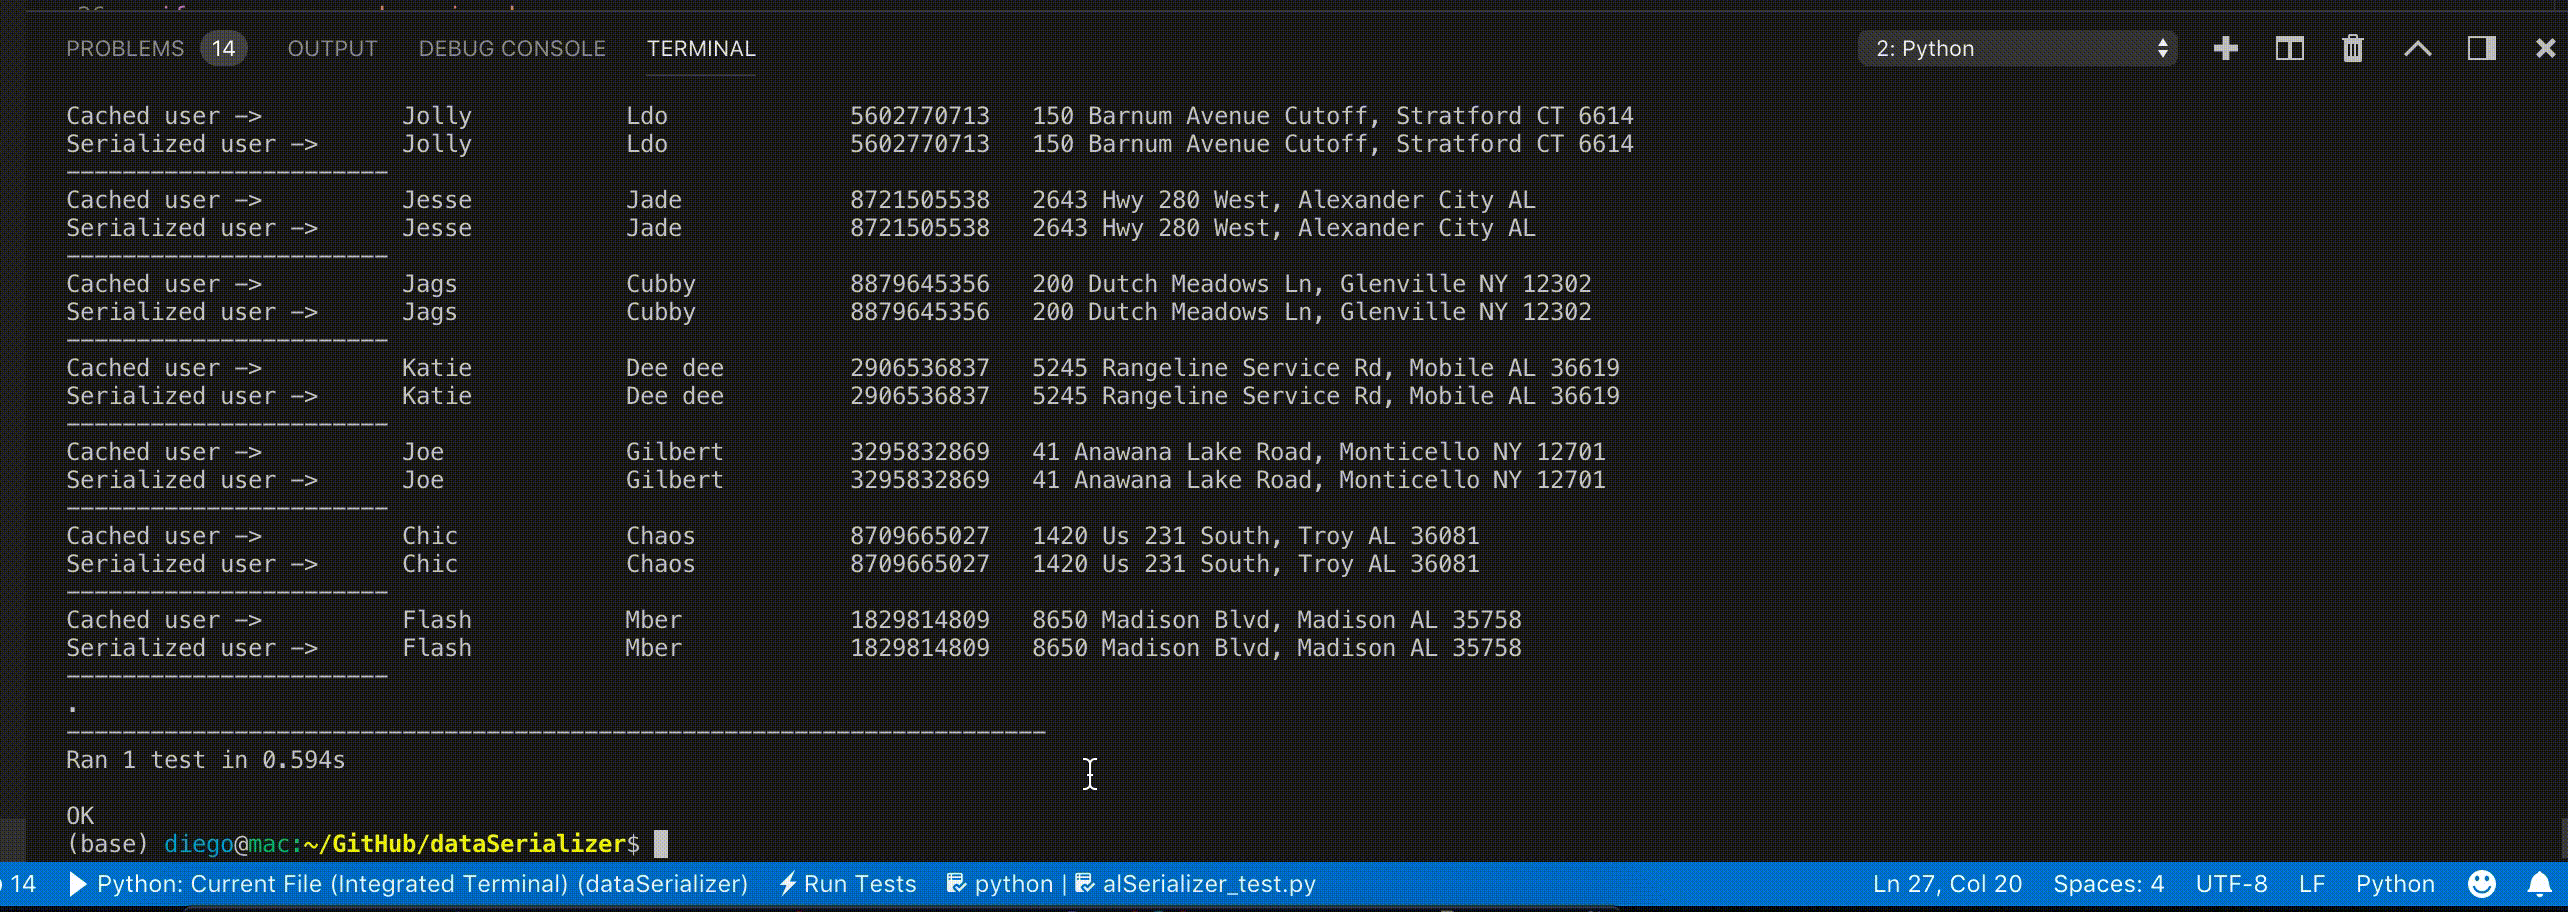 PROBLEMS 14 OUTPUT DEBUG CONSOLE TERMINAL 2: Python
Cached user -> Jolly Ldo 5602770713 150 Barnum Avenue Cutoff, Stratford CT 6614
Serialized user -> Jolly Ldo 5602770713 150 Barnum Avenue Cutoff, Stratford CT 6614
-----------------------
Cached user -> Jesse Jade 8721505538 2643 Hwy 280 West, Alexander City AL
Serialized user -> Jesse Jade 8721505538 2643 Hwy 280 West, Alexander City AL
-----------------------
Cached user -> Jags Cubby 8879645356 200 Dutch Meadows Ln, Glenville NY 12302
Serialized user -> Jags Cubby 8879645356 200 Dutch Meadows Ln, Glenville NY 12302
-----------------------
Cached user -> Katie Dee dee 2906536837 5245 Rangeline Service Rd, Mobile AL 36619
Serialized user -> Katie Dee dee 2906536837 5245 Rangeline Service Rd, Mobile AL 36619
-----------------------
Cached user -> Joe Gilbert 3295832869 41 Anawana Lake Road, Monticello NY 12701
Serialized user -> Joe Gilbert 3295832869 41 Anawana Lake Road, Monticello NY 12701
-----------------------
Cached user -> Chic Chaos 8709665027 1420 Us 231 South, Troy AL 36081
Serialized user -> Chic Chaos 8709665027 1420 Us 231 South, Troy AL 36081
-----------------------
Cached user -> Flash Mber 1829814809 8650 Madison Blvd, Madison AL 35758
Serialized user -> Flash Mber 1829814809 8650 Madison Blvd, Madison AL 35758
-----------------------
.
----------------------------------------------------------------------
Ran 1 test in 0.594s
OK
(base) diego@mac:~/GitHub/dataSerializer$
14 Python: Current File (Integrated Terminal) (dataSerializer) Run Tests python | alSerializer_test.py Ln 27, Col 20 Spaces: 4 UTF-8 LF Python